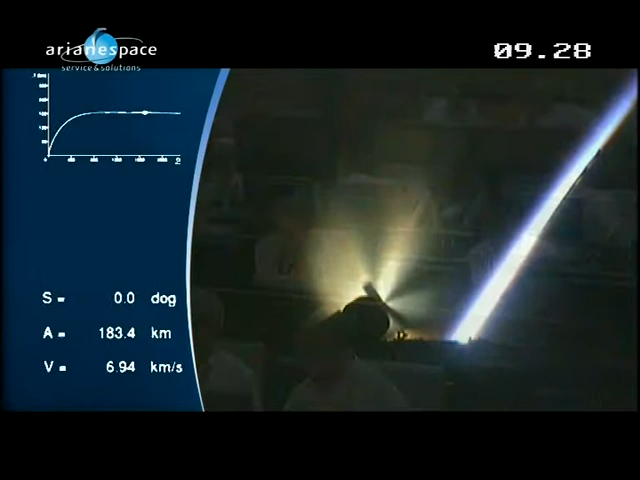 arianespace
service & solutions
09.28
S = 0.0 dog
A = 183.4 km
V = 6.94 km/s